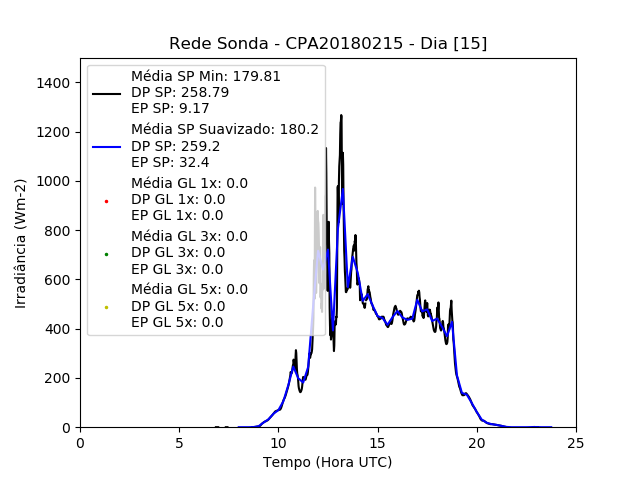 Rede Sonda - CPA20180215 - Dia [15]
Média SP Min: 179.81
DP SP: 258.79
EP SP: 9.17
Média SP Suavizado: 180.2
DP SP: 259.2
EP SP: 32.4
Média GL 1x: 0.0
DP GL 1x: 0.0
EP GL 1x: 0.0
Média GL 3x: 0.0
DP GL 3x: 0.0
EP GL 3x: 0.0
Média GL 5x: 0.0
DP GL 5x: 0.0
EP GL 5x: 0.0
Irradiância (Wm-2)
1400
1200
1000
800
600
400
200
0
0 5 10 15 20 25
Tempo (Hora UTC)